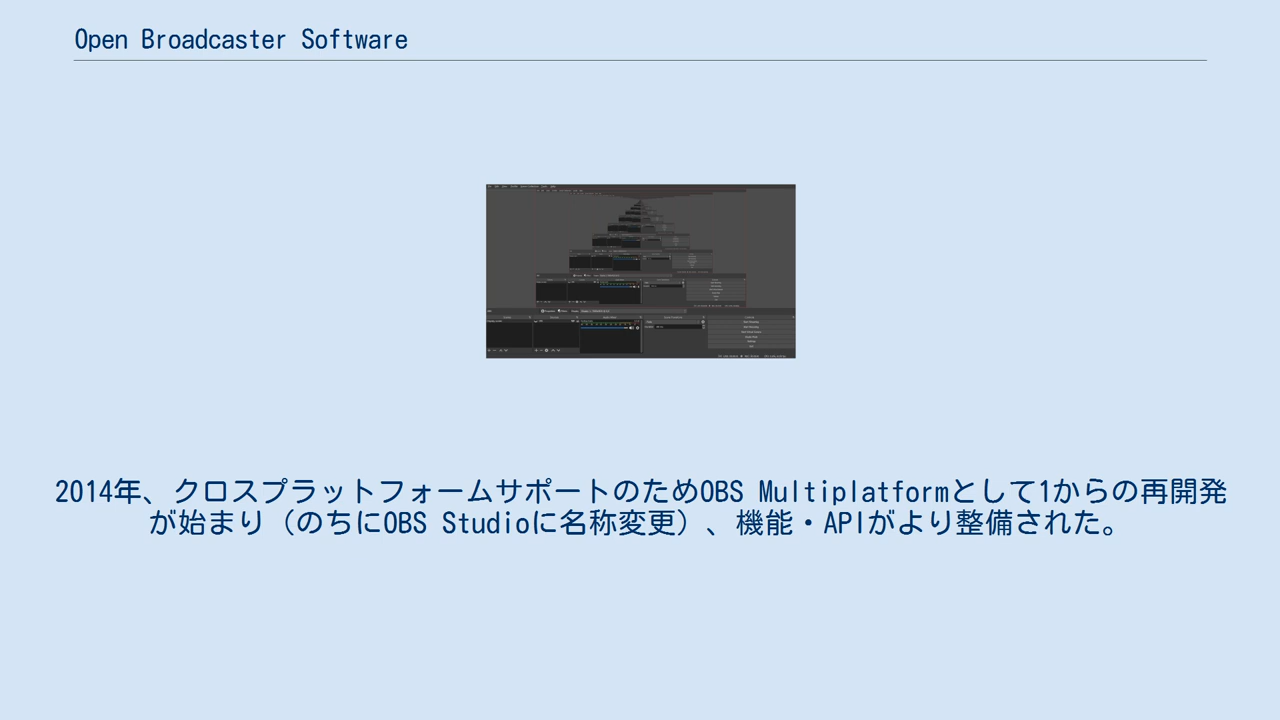 Open Broadcaster Software
2014年、クロスプラットフォームサポートのためOBS Multiplatformとして1からの再開発
が始まり（のちにOBS Studioに名称変更）、機能・APIがより整備された。